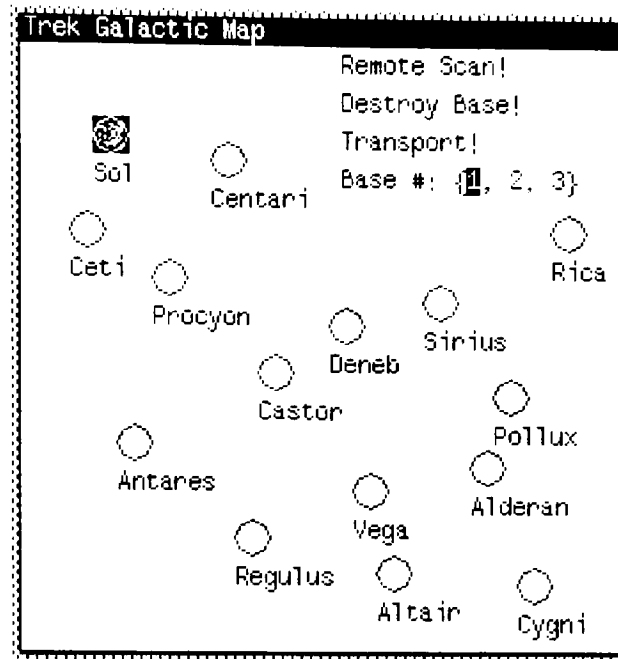 Trek Galactic Map
Remote Scan!
Destroy Base!
Transport!
Base #: {1, 2, 3}
Sol
Centari
Ceti
Rica
Procyon
Sirius
Deneb
Castor
Pollux
Antares
Alderan
Vega
Regulus
Altair
Cygni